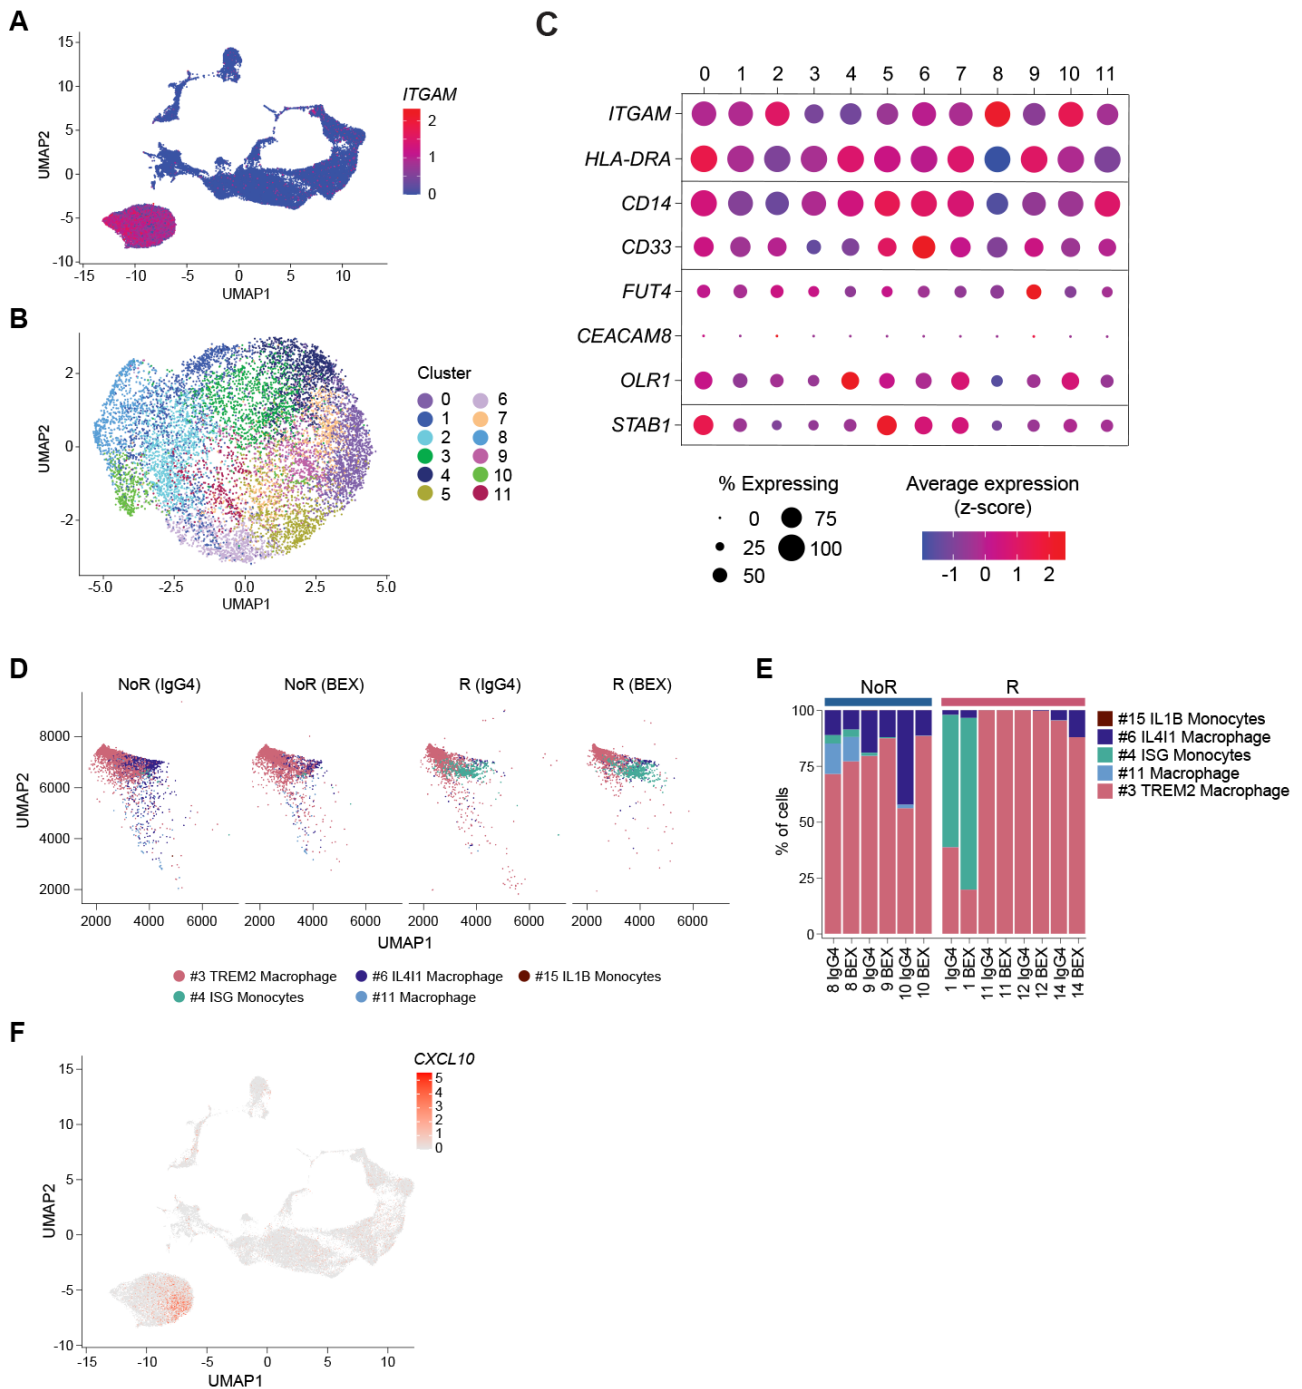 A
ITGAM
2
1
0
15
10
5
0
-5
-10
UMAP2
-15
-10
-5
0
5
10
UMAP1
B
2
0
-2
UMAP2
-5.0
-2.5
0.0
2.5
5.0
UMAP1
Cluster
0 6
1 7
2 8
3 9
4 10
5 11
C
0 1 2 3 4 5 6 7 8 9 10 11
ITGAM
HLA-DRA
CD14
CD33
FUT4
CEACAM8
OLR1
STAB1
% Expressing
0 75
25 100
50
Average expression
(z-score)
-1 0 1 2
D
NoR (IgG4) NoR (BEX) R (IgG4) R (BEX)
8000
6000
4000
2000
UMAP2
2000 4000 6000 2000 4000 6000 2000 4000 6000 2000 4000 6000
UMAP1
#3 TREM2 Macrophage #6 IL4I1 Macrophage #15 IL1B Monocytes
#4 ISG Monocytes #11 Macrophage
E
NoR R
100
75
50
25
0
% of cells
8 IgG4
8 BEX
9 IgG4
9 BEX
10 IgG4
10 BEX
1 IgG4
1 BEX
11 IgG4
11 BEX
12 IgG4
12 BEX
14 IgG4
14 BEX
#15 IL1B Monocytes
#6 IL4I1 Macrophage
#4 ISG Monocytes
#11 Macrophage
#3 TREM2 Macrophage
F
CXCL10
5
4
3
2
1
0
15
10
5
0
-5
-10
UMAP2
-15
-10
-5
0
5
10
UMAP1